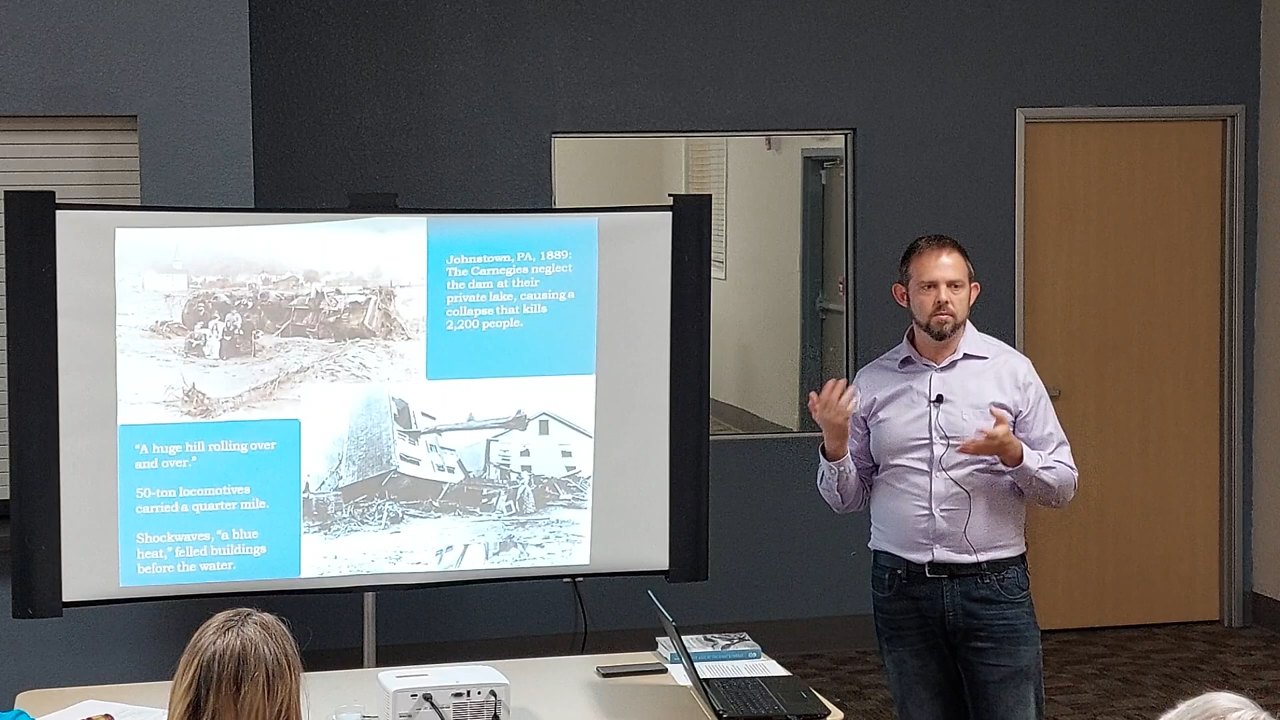 Johnstown, PA, 1889:
The Carnegies neglect
the dam at their
private lake, causing a
collapse that kills
2,200 people.
"A huge hill rolling over
and over."
50-ton locomotives
carried a quarter mile.
Shockwaves, "a blue
heat," felled buildings
before the water.